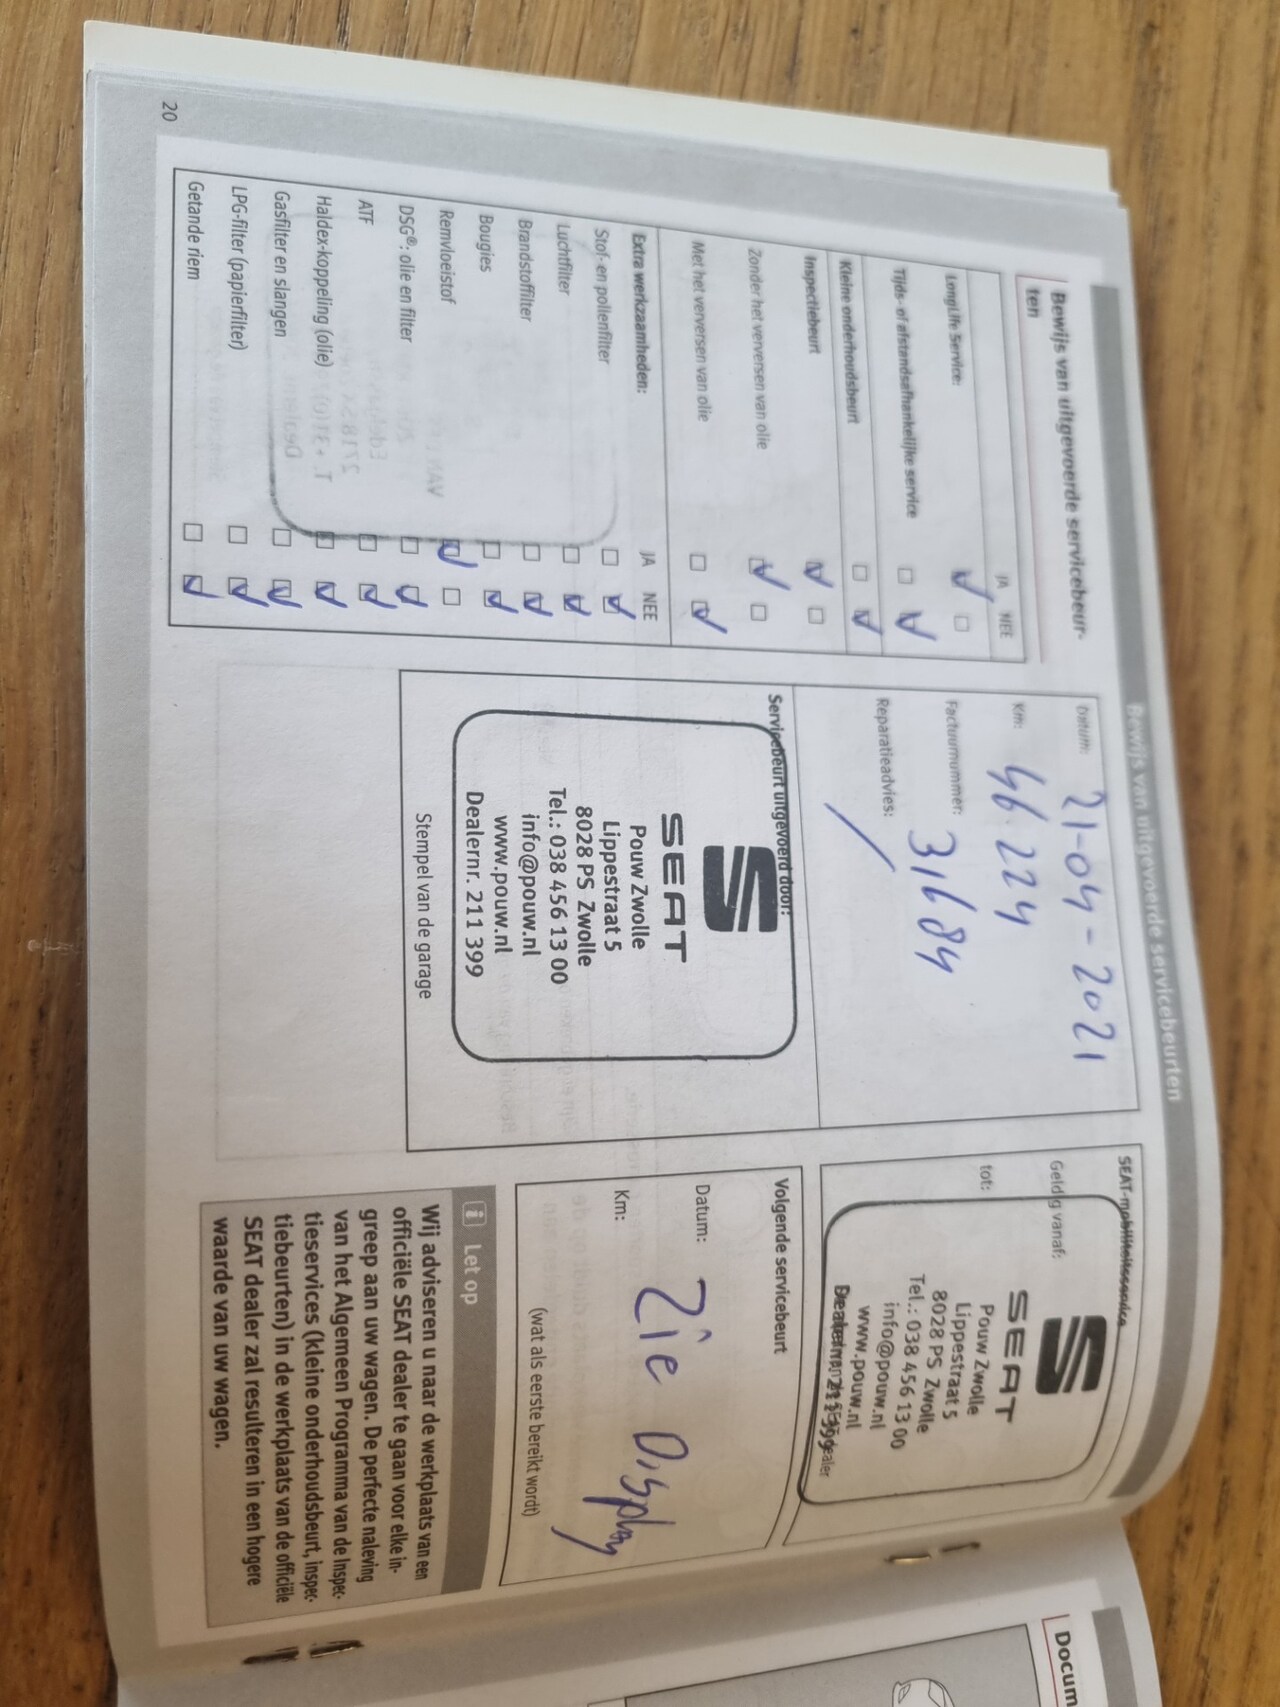 Bewijs van uitgevoerde servicebeurten
Bewijs van uitgevoerde servicebeur-
ten
JA NEE
LongLife Service:
Tijds- of afstandsafhankelijke service
Kleine onderhoudsbeurt
Inspectiebeurt
Zonder het verversen van olie
Met het verversen van olie
Extra werkzaamheden: JA NEE
Stof- en pollenfilter
Luchtfilter
Brandstoffilter
Bougies
Remvloeistof
DSG®: olie en filter
ATF
Haldex-koppeling (olie)
Gasfilter en slangen
LPG-filter (papierfilter)
Getande riem
20
Datum: 21-04-2021
Km: 46.224
Factuurnummer: 31684
Reparatieadvies: /
Servicebeurt uitgevoerd door:
SEAT
Pouw Zwolle
Lippestraat 5
8028 PS Zwolle
Tel.: 038 456 13 00
info@pouw.nl
www.pouw.nl
Dealernr. 211 399
Stempel van de garage
SEAT-mobiliteitsservice
Geldig vanaf:
tot:
SEAT
Pouw Zwolle
Lippestraat 5
8028 PS Zwolle
Tel.: 038 456 13 00
info@pouw.nl
www.pouw.nl
Dealernr. 211 399
Volgende servicebeurt
Datum:
Km:
Zie Display
(wat als eerste bereikt wordt)
Let op
Wij adviseren u naar de werkplaats van een
officiële SEAT dealer te gaan voor elke in-
greep aan uw wagen. De perfecte naleving
van het Algemeen Programma van de Inspec-
tieservices (kleine onderhoudsbeurt, inspec-
tiebeurten) in de werkplaats van de officiële
SEAT dealer zal resulteren in een hogere
waarde van uw wagen.
Docum